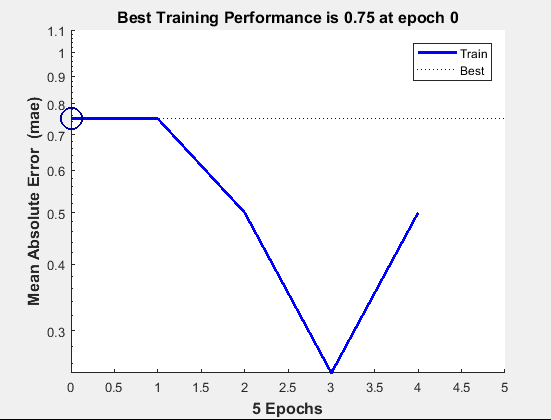 Best Training Performance is 0.75 at epoch 0
Mean Absolute Error (mae)
1.1
1
0.9
0.8
0.7
0.6
0.5
0.4
0.3
Train
Best
0 0.5 1 1.5 2 2.5 3 3.5 4 4.5 5
5 Epochs